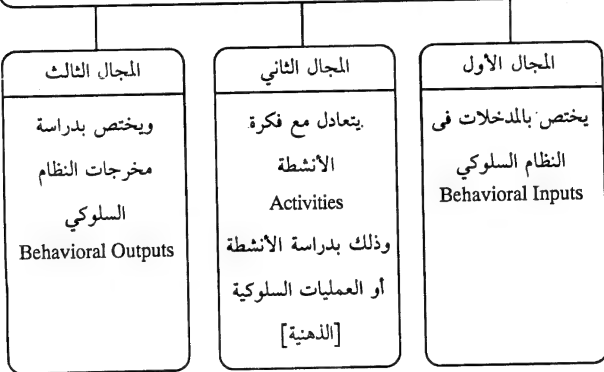 المجال الأول
يختص بالمدخلات فى
النظام السلوكي
Behavioral Inputs
المجال الثاني
يتعادل مع فكرة
الأنشطة
Activities
وذلك بدراسة الأنشطة
أو العمليات السلوكية
[الذهنية]
المجال الثالث
ويختص بدراسة
مخرجات النظام
السلوكي
Behavioral Outputs